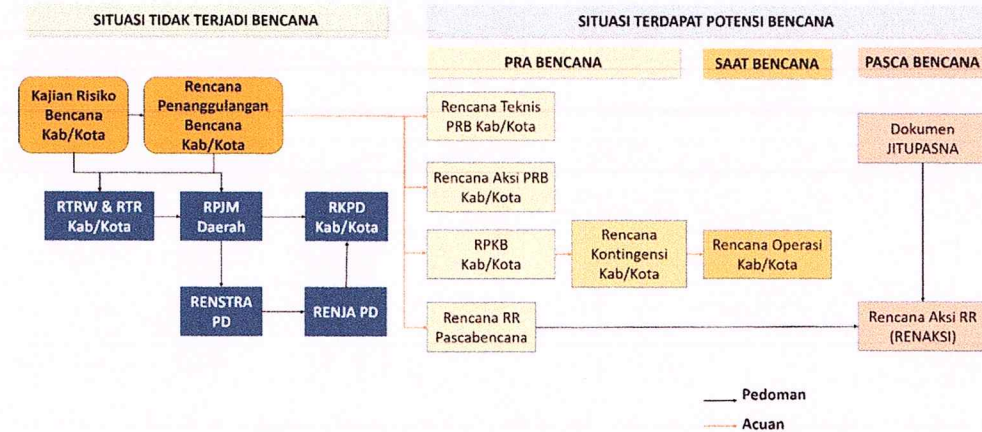 SITUASI TIDAK TERJADI BENCANA
SITUASI TERDAPAT POTENSI BENCANA
PRA BENCANA
SAAT BENCANA
PASCA BENCANA
Kajian Risiko
Bencana
Kab/Kota
Rencana
Penanggulangan
Bencana
Kab/Kota
RTRW & RTR
Kab/Kota
RPJM
Daerah
RKPD
Kab/Kota
RENSTRA
PD
RENJA PD
Rencana Teknis
PRB Kab/Kota
Rencana Aksi PRB
Kab/Kota
RPKB
Kab/Kota
Rencana
Kontingensi
Kab/Kota
Rencana Operasi
Kab/Kota
Rencana RR
Pascabencana
Dokumen
JITUPASNA
Rencana Aksi RR
(RENAKSI)
Pedoman
Acuan